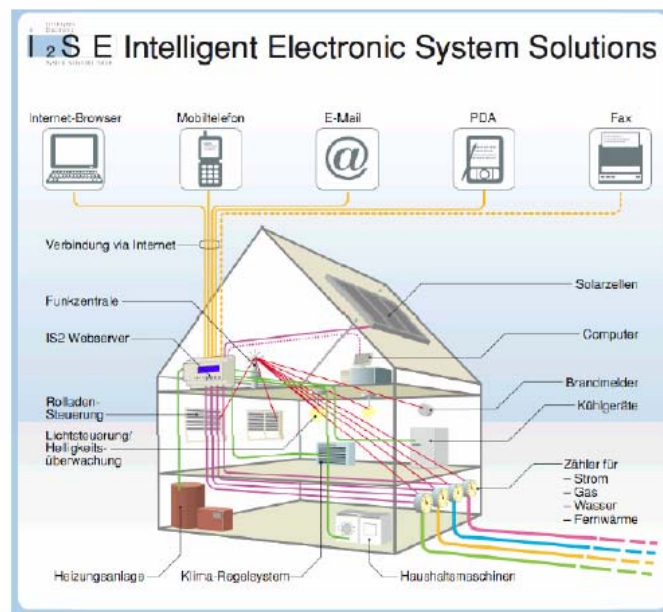 I2SE Intelligent Electronic System Solutions
Internet-Browser
Mobiltelefon
E-Mail
PDA
Fax
@
Verbindung via Internet
Funkzentrale
IS2 Webserver
Rolladen-
Steuerung
Lichtsteuerung/
Helligkeits-
überwachung
Solarzellen
Computer
Brandmelder
Kühlgeräte
Zähler für
– Strom
– Gas
– Wasser
– Fernwärme
Heizungsanlage
Klima-Regelsystem
Haushaltsmaschinen